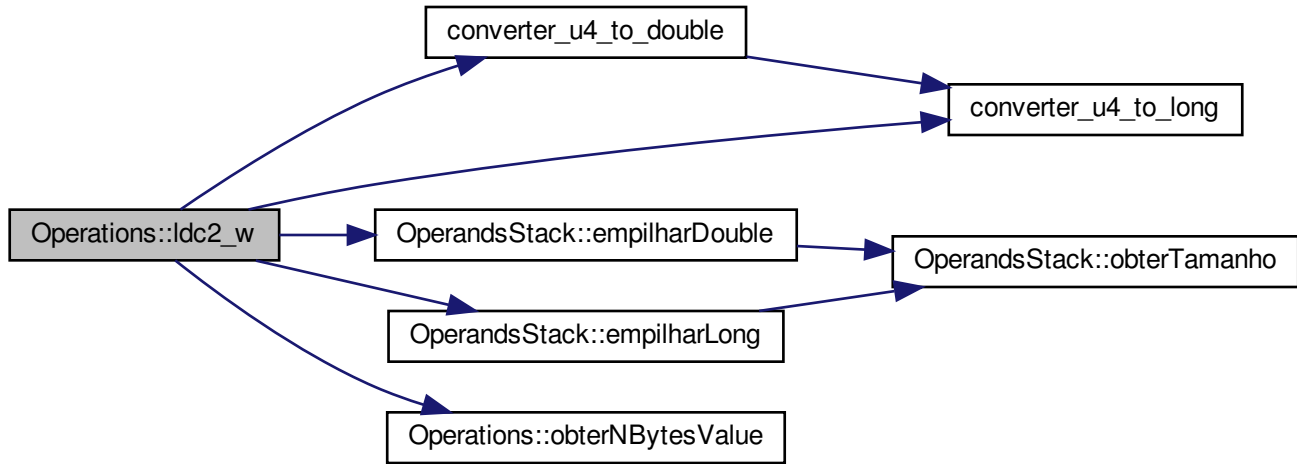 converter_u4_to_double
converter_u4_to_long
Operations::ldc2_w
OperandsStack::empilharDouble
OperandsStack::obterTamanho
OperandsStack::empilharLong
Operations::obterNBytesValue